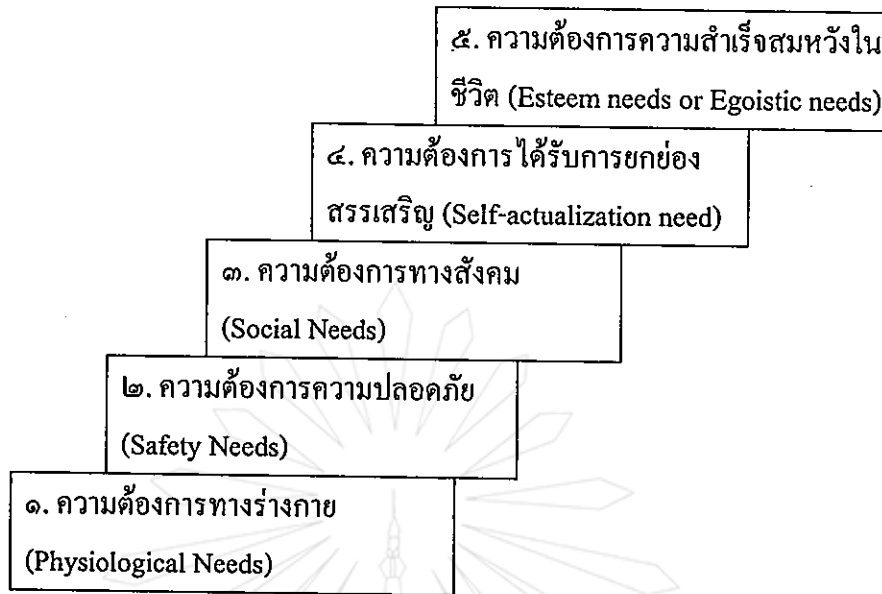 ๕. ความต้องการความสำเร็จสมหวังใน
ชีวิต (Esteem needs or Egoistic needs)
๔. ความต้องการได้รับการยกย่อง
สรรเสริญ (Self-actualization need)
๓. ความต้องการทางสังคม
(Social Needs)
๒. ความต้องการความปลอดภัย
(Safety Needs)
๑. ความต้องการทางร่างกาย
(Physiological Needs)